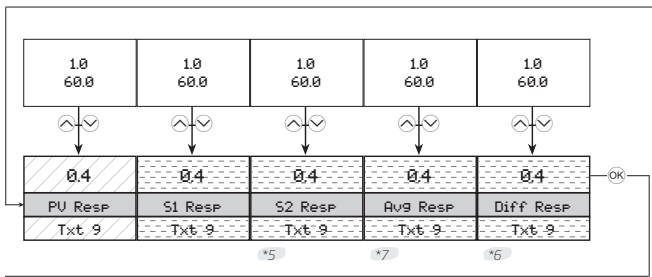 1.0 1.0 1.0 1.0 1.0
60.0 60.0 60.0 60.0 60.0
0.4 0.4 0.4 0.4 0.4
OK
PV Resp S1 Resp S2 Resp Avg Resp Diff Resp
Txt 9 Txt 9 Txt 9 Txt 9 Txt 9
*5 *7 *6